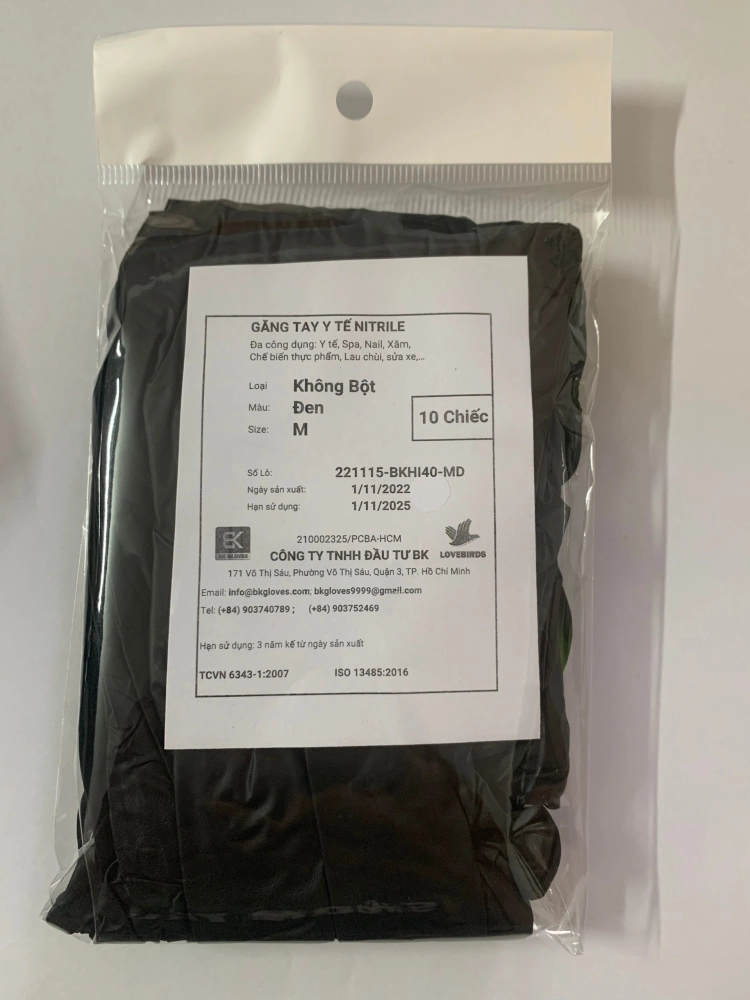 GĂNG TAY Y TẾ NITRILE
Đa công dụng: Y tế, Spa, Nail, Xăm,
Chế biến thực phẩm, Lau chùi, sửa xe,...
Loại Không Bột
Màu: Đen
10 Chiếc
Size: M
Số Lô: 221115-BKHI40-MD
Ngày sản xuất: 1/11/2022
Hạn sử dụng: 1/11/2025
210002325/PCBA-HCM
BK GLOVES
CÔNG TY TNHH ĐẦU TƯ BK
LOVEBIRDS
171 Võ Thị Sáu, Phường Võ Thị Sáu, Quận 3, TP. Hồ Chí Minh
Email: info@bkgloves.com; bkgloves9999@gmail.com
Tel: (+84) 903740789 ; (+84) 903752469
Hạn sử dụng: 3 năm kể từ ngày sản xuất
TCVN 6343-1:2007 ISO 13485:2016